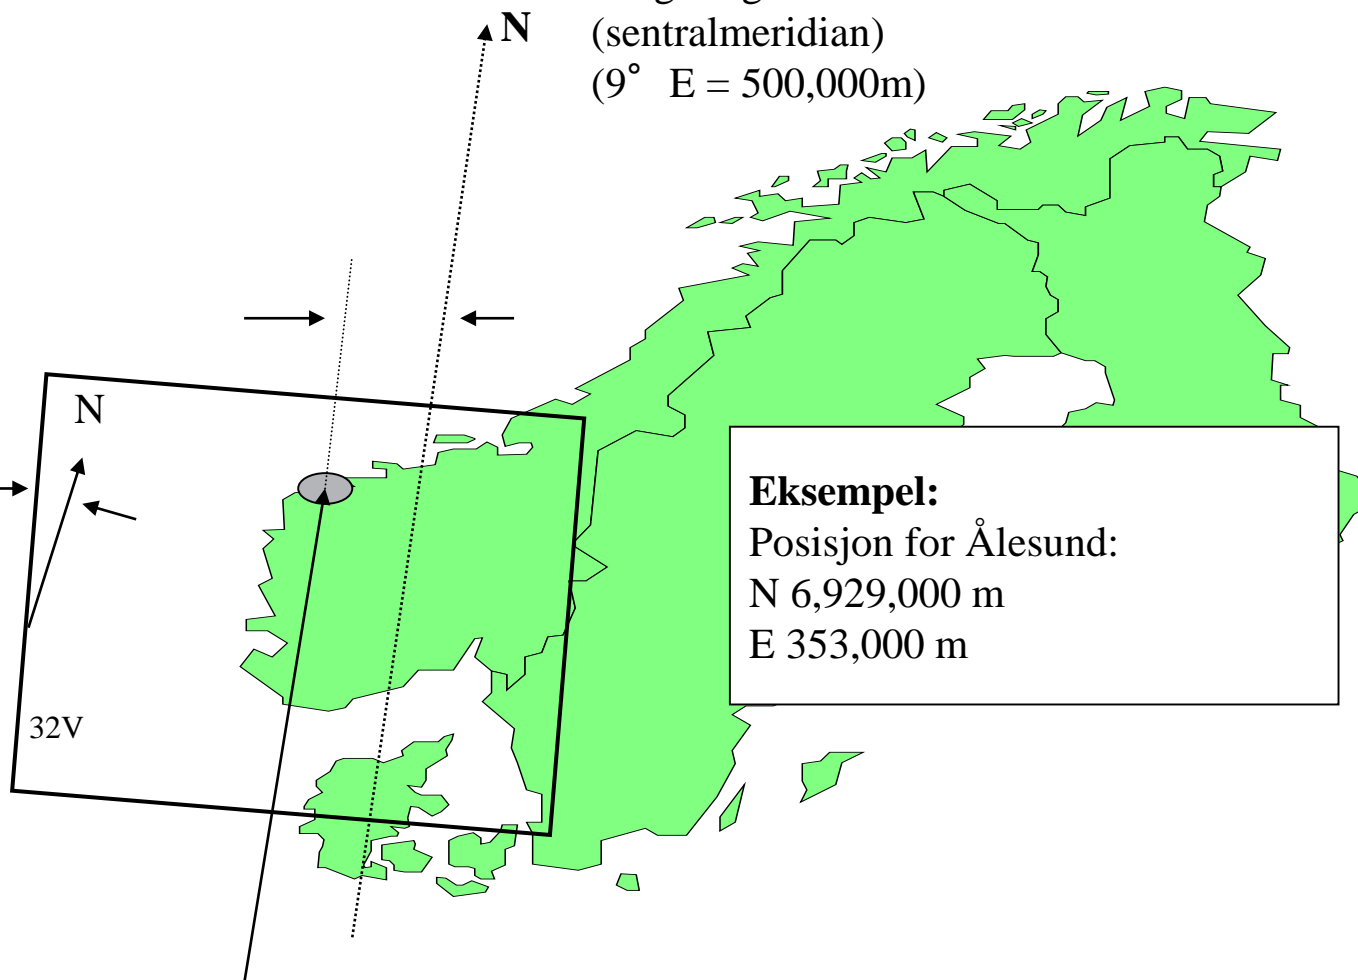 N
(sentralmeridian)
(9° E = 500,000m)
N
Eksempel:
Posisjon for Ålesund:
N 6,929,000 m
E 353,000 m
32V